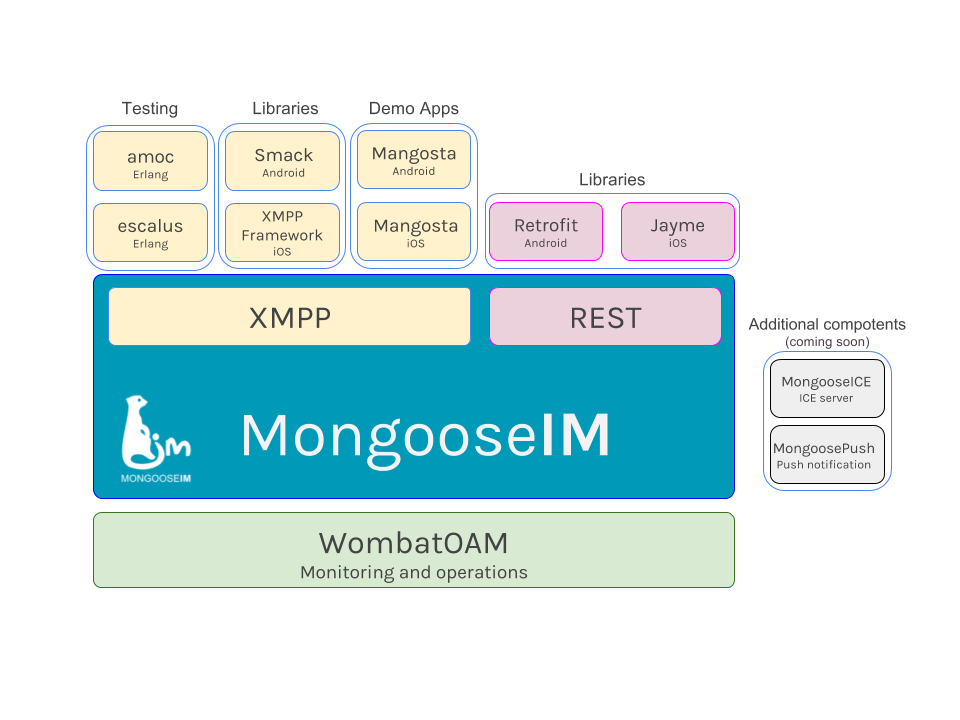 Testing
Libraries
Demo Apps
amoc
Erlang
Smack
Android
Mangosta
Android
Libraries
escalus
Erlang
XMPP
Framework
iOS
Mangosta
iOS
Retrofit
Android
Jayme
iOS
XMPP
REST
Additional compotents
(coming soon)
MongooseICE
ICE server
MongoosePush
Push notification
im
MONGOOSEIM
MongooseIM
WombatOAM
Monitoring and operations